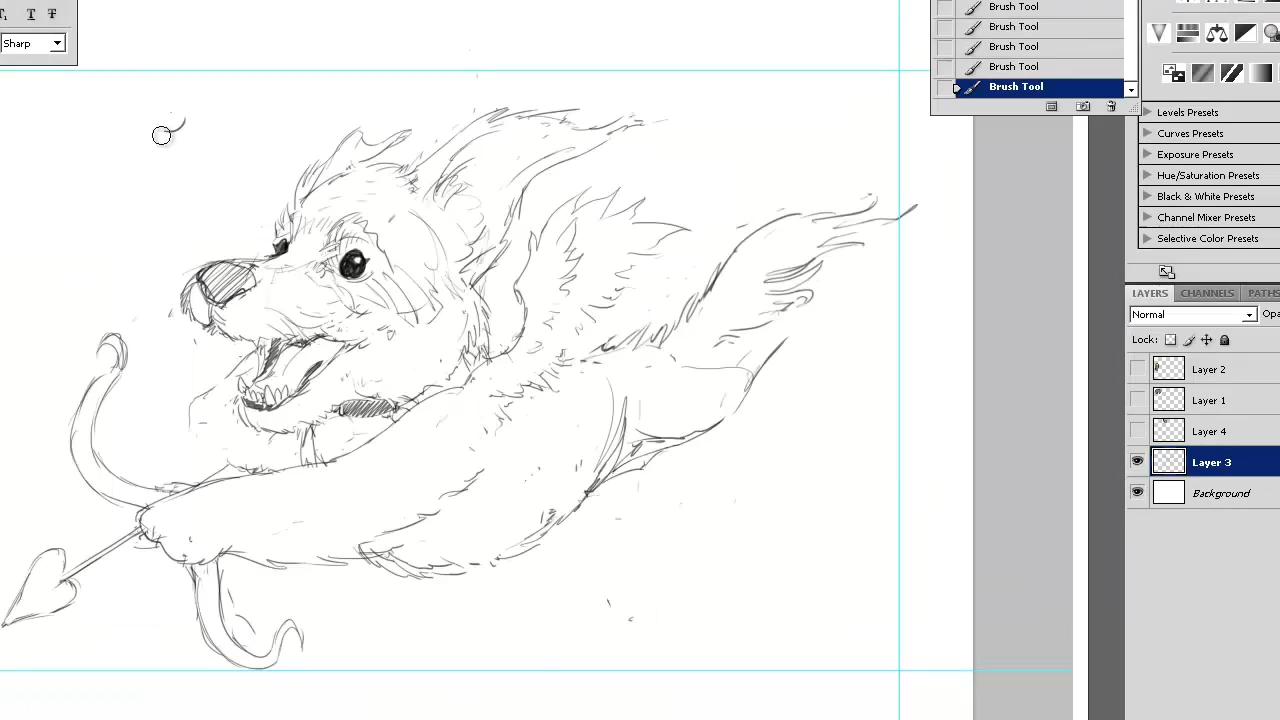 T T T
Sharp
Brush Tool
Brush Tool
Brush Tool
Brush Tool
Brush Tool
Levels Presets
Curves Presets
Exposure Presets
Hue/Saturation Presets
Black & White Presets
Channel Mixer Presets
Selective Color Presets
LAYERS CHANNELS PATHS
Normal Opa
Lock:
Layer 2
Layer 1
Layer 4
Layer 3
Background